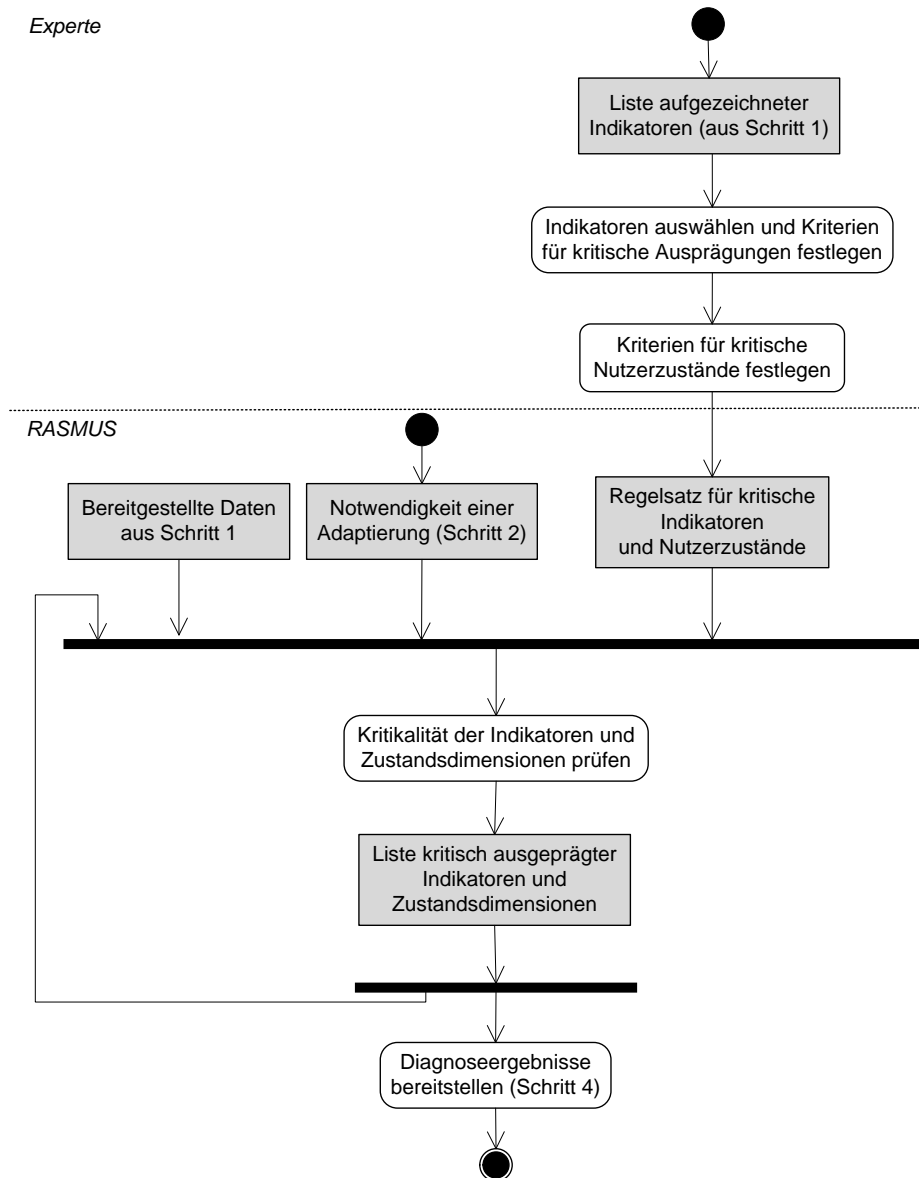 Experte
Liste aufgezeichneter
Indikatoren (aus Schritt 1)
Indikatoren auswählen und Kriterien
für kritische Ausprägungen festlegen
Kriterien für kritische
Nutzerzustände festlegen
RASMUS
Bereitgestellte Daten
aus Schritt 1
Notwendigkeit einer
Adaptierung (Schritt 2)
Regelsatz für kritische
Indikatoren
und Nutzerzustände
Kritikalität der Indikatoren und
Zustandsdimensionen prüfen
Liste kritisch ausgeprägter
Indikatoren und
Zustandsdimensionen
Diagnoseergebnisse
bereitstellen (Schritt 4)